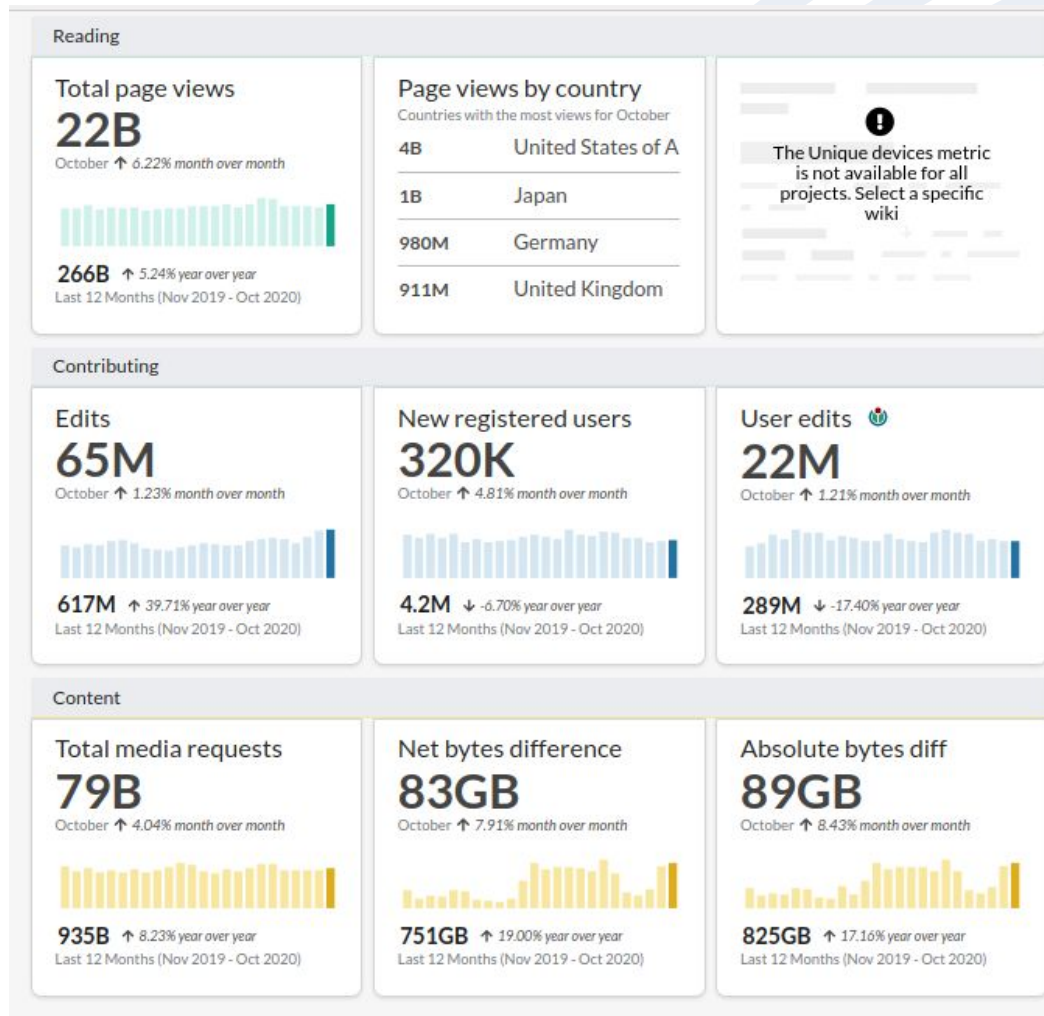 Reading
Total page views
22B
October ↑ 6.22% month over month
266B ↑ 5.24% year over year
Last 12 Months (Nov 2019 - Oct 2020)
Page views by country
Countries with the most views for October
4B United States of A
1B Japan
980M Germany
911M United Kingdom
The Unique devices metric
is not available for all
projects. Select a specific
wiki
Contributing
Edits
65M
October ↑ 1.23% month over month
617M ↑ 39.71% year over year
Last 12 Months (Nov 2019 - Oct 2020)
New registered users
320K
October ↑ 4.81% month over month
4.2M ↓ -6.70% year over year
Last 12 Months (Nov 2019 - Oct 2020)
User edits
22M
October ↑ 1.21% month over month
289M ↓ -17.40% year over year
Last 12 Months (Nov 2019 - Oct 2020)
Content
Total media requests
79B
October ↑ 4.04% month over month
935B ↑ 8.23% year over year
Last 12 Months (Nov 2019 - Oct 2020)
Net bytes difference
83GB
October ↑ 7.91% month over month
751GB ↑ 19.00% year over year
Last 12 Months (Nov 2019 - Oct 2020)
Absolute bytes diff
89GB
October ↑ 8.43% month over month
825GB ↑ 17.16% year over year
Last 12 Months (Nov 2019 - Oct 2020)